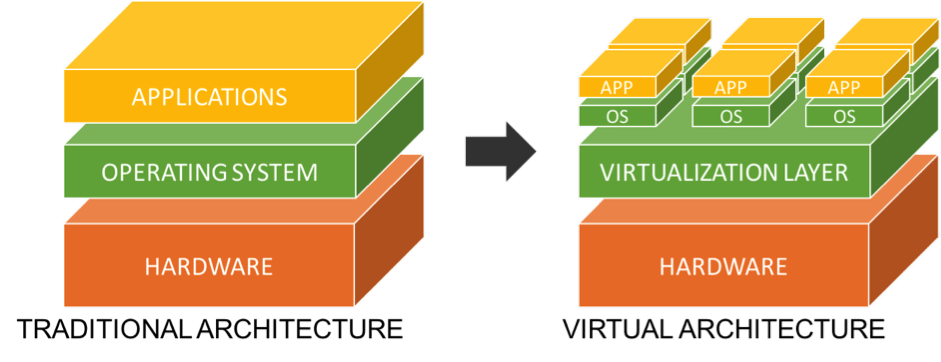 APPLICATIONS
OPERATING SYSTEM
HARDWARE
TRADITIONAL ARCHITECTURE
APP APP APP
OS OS OS
VIRTUALIZATION LAYER
HARDWARE
VIRTUAL ARCHITECTURE